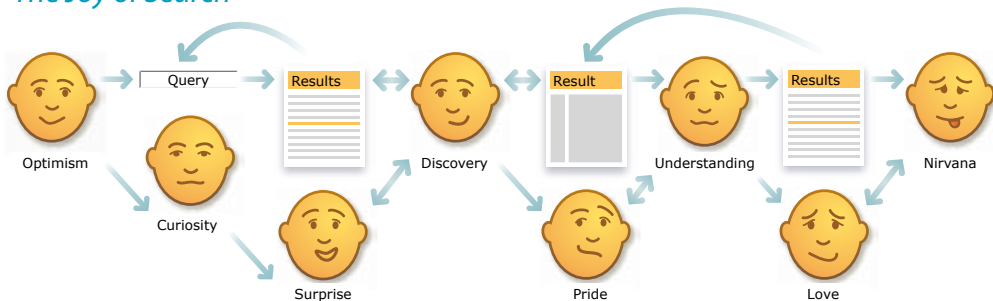 The Joy of Search
Query
Results
Result
Results
Optimism
Discovery
Understanding
Nirvana
Curiosity
Surprise
Pride
Love